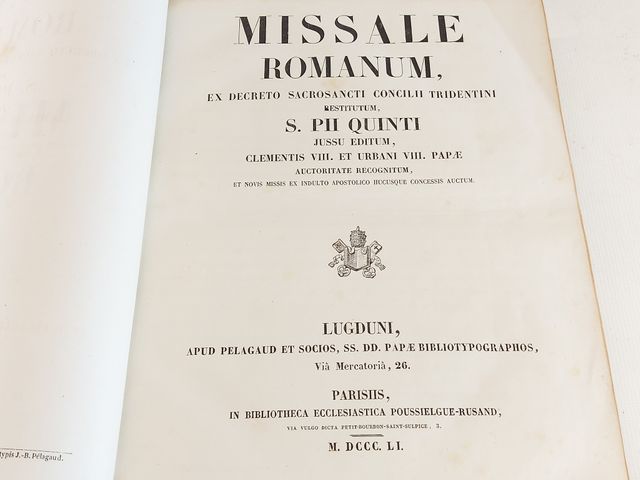 MISSALE
ROMANUM,
EX DECRETO SACROSANCTI CONCILII TRIDENTINI
RESTITUTUM,
S. PII QUINTI
JUSSU EDITUM,
CLEMENTIS VIII. ET URBANI VIII. PAPÆ
AUCTORITATE RECOGNITUM,
ET NOVIS MISSIS EX INDULTO APOSTOLICO HUCUSQUE CONCESSIS AUCTUM.
LUGDUNI,
APUD PELAGAUD ET SOCIOS, SS. DD. PAPÆ BIBLIOTYPOGRAPHOS,
Viâ Mercatoriâ, 26.
PARISIIS,
IN BIBLIOTHECA ECCLESIASTICA POUSSIELGUE-RUSAND,
VIA VULGO DICTA PETIT-BOURBON-SAINT-SULPICE, 3.
M. DCCC. LI.
typis J.-B. Pélagaud.